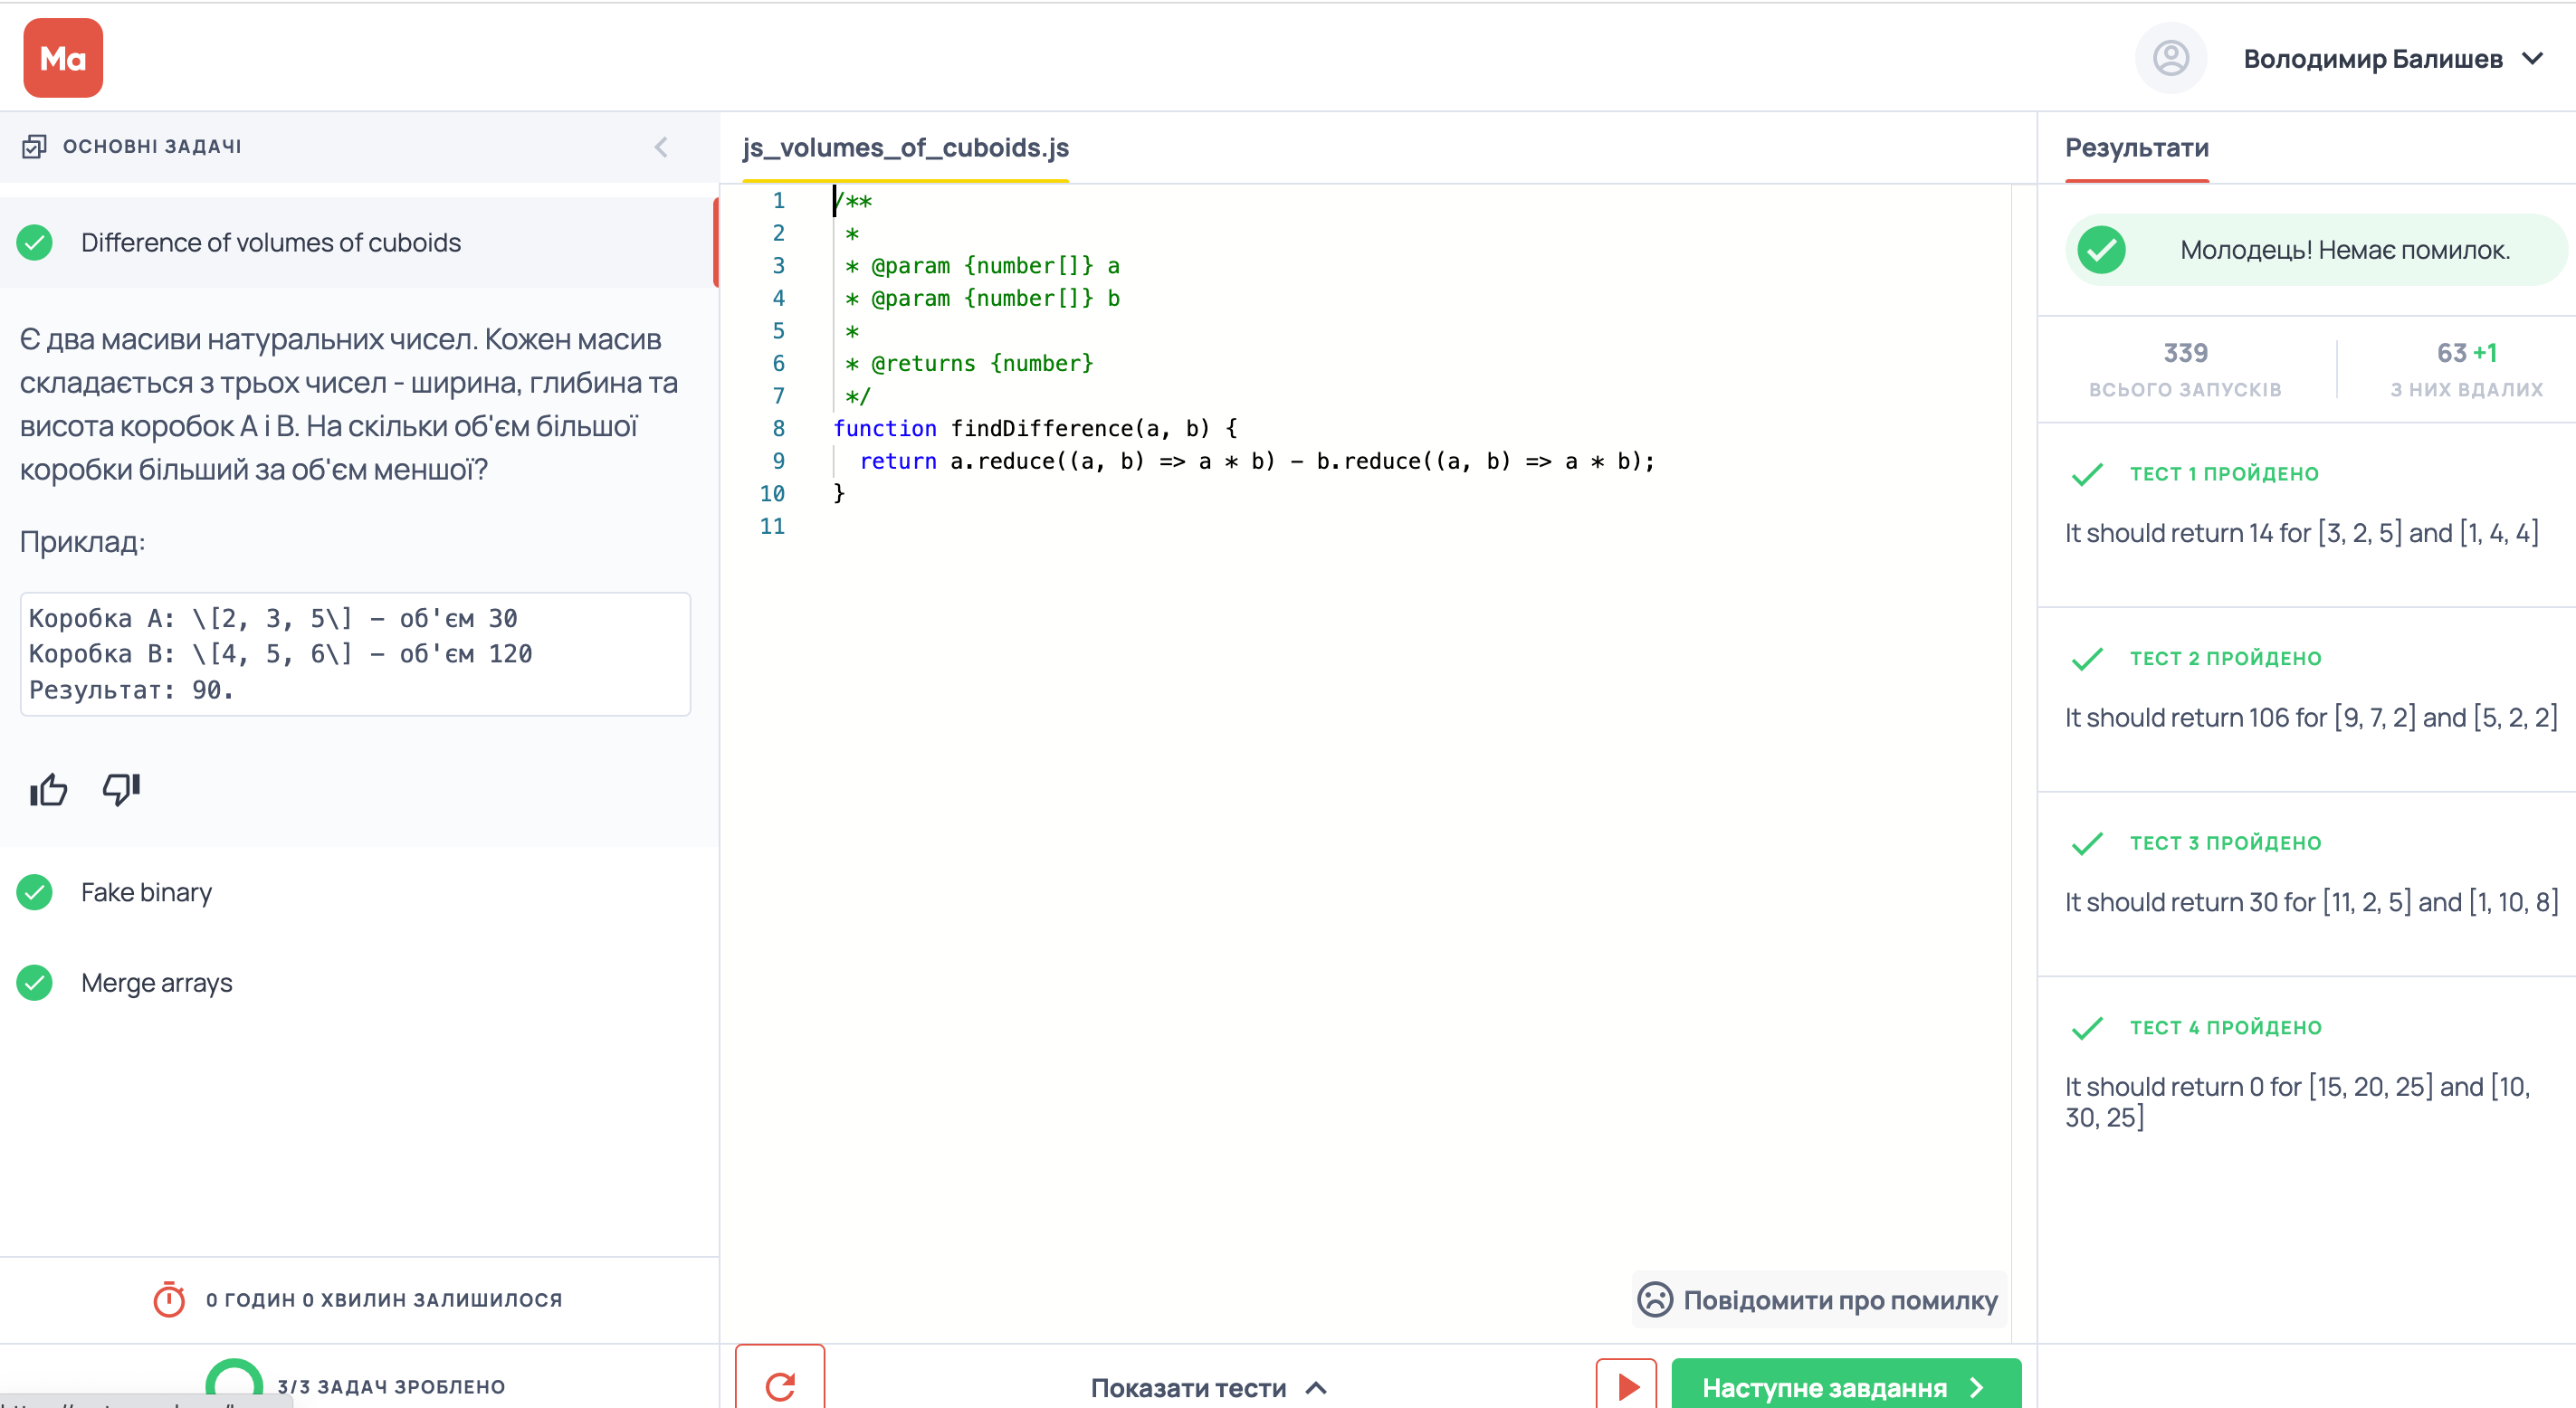 Ma
Володимир Балишев
ОСНОВНІ ЗАДАЧІ
Difference of volumes of cuboids
Є два масиви натуральних чисел. Кожен масив
складається з трьох чисел - ширина, глибина та
висота коробок А і В. На скільки об'єм більшої
коробки більший за об'єм меншої?
Приклад:
Коробка А: \[2, 3, 5\] – об'єм 30
Коробка В: \[4, 5, 6\] – об'єм 120
Результат: 90.
Fake binary
Merge arrays
0 ГОДИН 0 ХВИЛИН ЗАЛИШИЛОСЯ
3/3 ЗАДАЧ ЗРОБЛЕНО
js_volumes_of_cuboids.js
1 /**
2 *
3 * @param {number[]} a
4 * @param {number[]} b
5 *
6 * @returns {number}
7 */
8 function findDifference(a, b) {
9 return a.reduce((a, b) => a * b) - b.reduce((a, b) => a * b);
10 }
11
Повідомити про помилку
Показати тести
Наступне завдання
Результати
Молодець! Немає помилок.
339
ВСЬОГО ЗАПУСКІВ
63 +1
З НИХ ВДАЛИХ
ТЕСТ 1 ПРОЙДЕНО
It should return 14 for [3, 2, 5] and [1, 4, 4]
ТЕСТ 2 ПРОЙДЕНО
It should return 106 for [9, 7, 2] and [5, 2, 2]
ТЕСТ 3 ПРОЙДЕНО
It should return 30 for [11, 2, 5] and [1, 10, 8]
ТЕСТ 4 ПРОЙДЕНО
It should return 0 for [15, 20, 25] and [10,
30, 25]